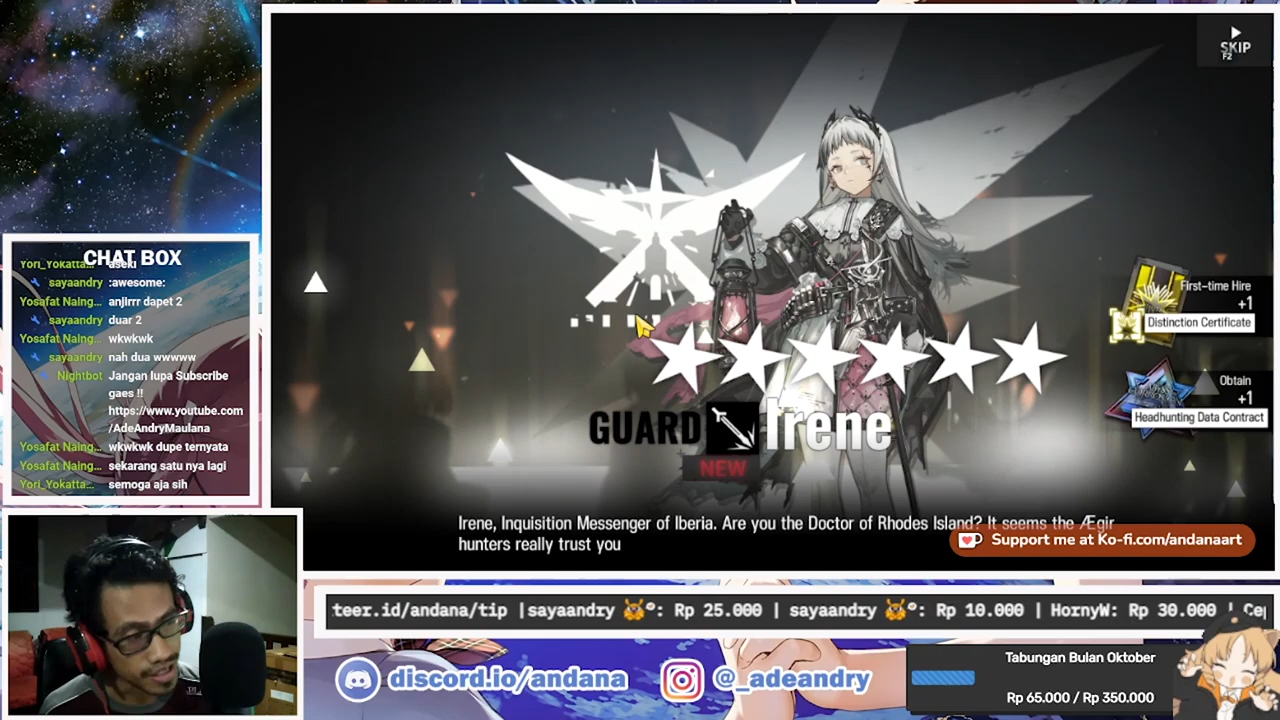 SKIP
F2
CHAT BOX
Yori_Yokatta... aseki
sayaandry :awesome:
Yosafat Naing... anjirrr dapet 2
sayaandry duar 2
Yosafat Naing... wkwkwk
sayaandry nah dua wwwww
Nightbot Jangan lupa Subscribe
gaes !!
https://www.youtube.com
/AdeAndryMaulana
Yosafat Naing... wkwkwk dupe ternyata
Yosafat Naing... sekarang satu nya lagi
Yori_Yokatta... semoga aja sih
First-time Hire
+1
Distinction Certificate
Obtain
+1
Headhunting Data Contract
GUARD Irene
NEW
Irene, Inquisition Messenger of Iberia. Are you the Doctor of Rhodes Island? It seems the Ægir
hunters really trust you
Support me at Ko-fi.com/andanaart
teer.id/andana/tip |sayaandry : Rp 25.000 | sayaandry : Rp 10.000 | HornyW: Rp 30.000 |
discord.io/andana @_adeandry
Tabungan Bulan Oktober
Rp 65.000 / Rp 350.000